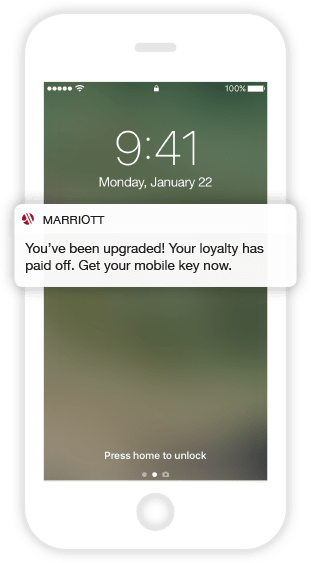 100%
9:41
Monday, January 22
MARRIOTT
You've been upgraded! Your loyalty has
paid off. Get your mobile key now.
Press home to unlock